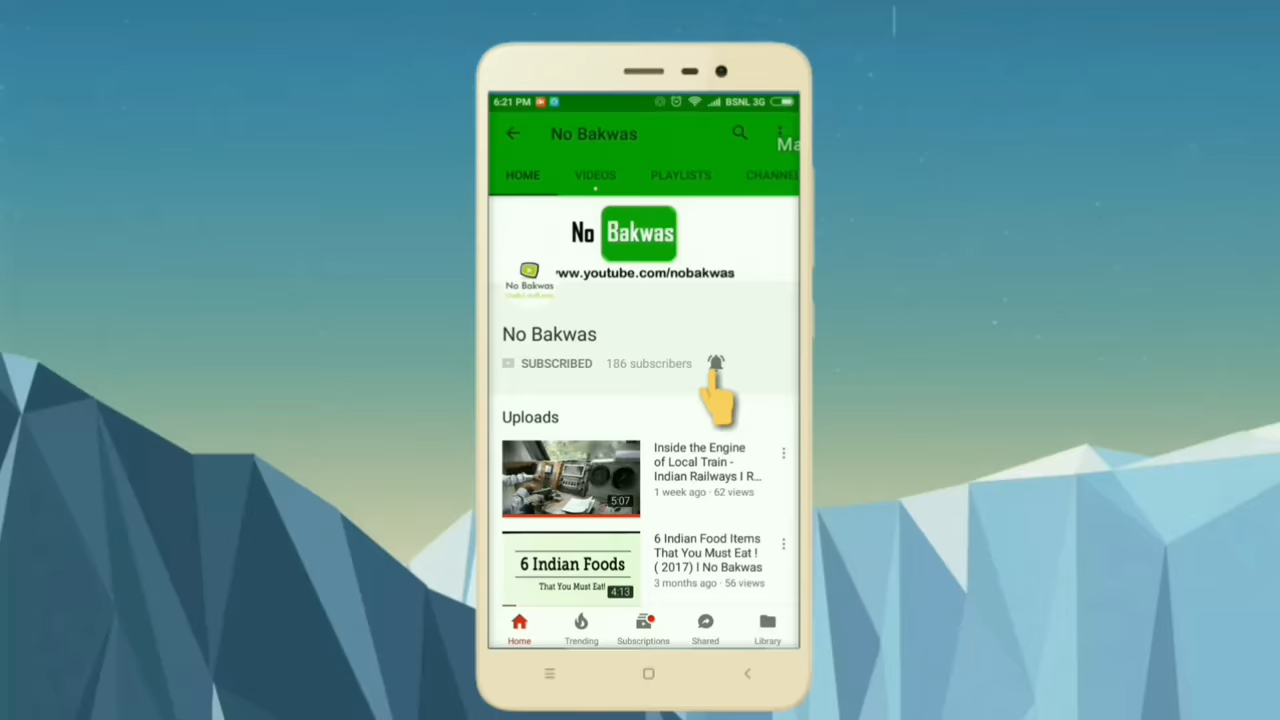 6:21 PM BSNL 3G
No Bakwas
Ma
HOME VIDEOS PLAYLISTS CHANNEL
No Bakwas
ww.youtube.com/nobakwas
No Bakwas
No Bakwas
SUBSCRIBED 186 subscribers
Uploads
Inside the Engine
of Local Train -
Indian Railways I R...
1 week ago · 62 views
5:07
6 Indian Foods
That You Must Eat!
4:13
6 Indian Food Items
That You Must Eat !
( 2017) I No Bakwas
3 months ago · 56 views
Home Trending Subscriptions Shared Library